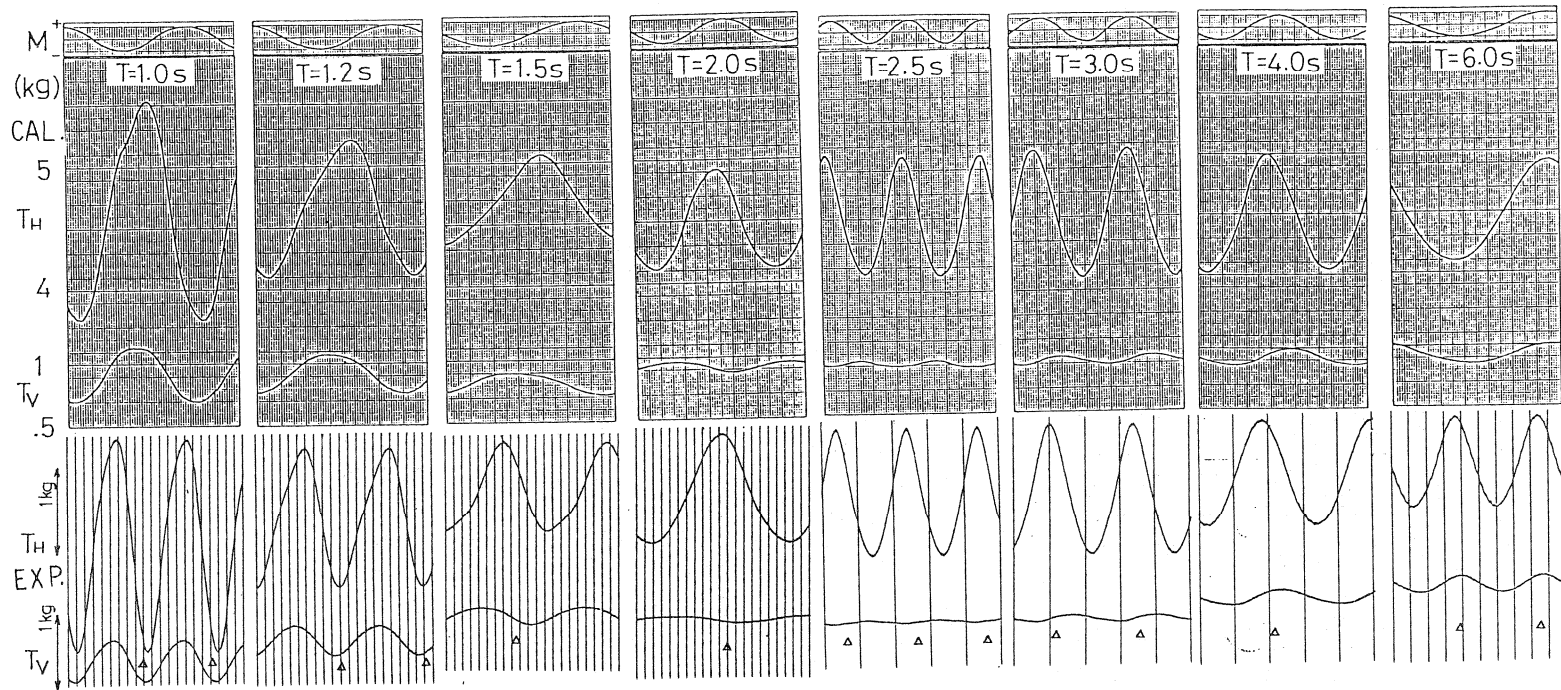 M +
-
T=1.0s T=1.2s T=1.5s T=2.0s T=2.5s T=3.0s T=4.0s T=6.0s
(kg)
CAL.
5
TH
4
1
TV
.5
1kg
TH
EXP.
1kg
TV